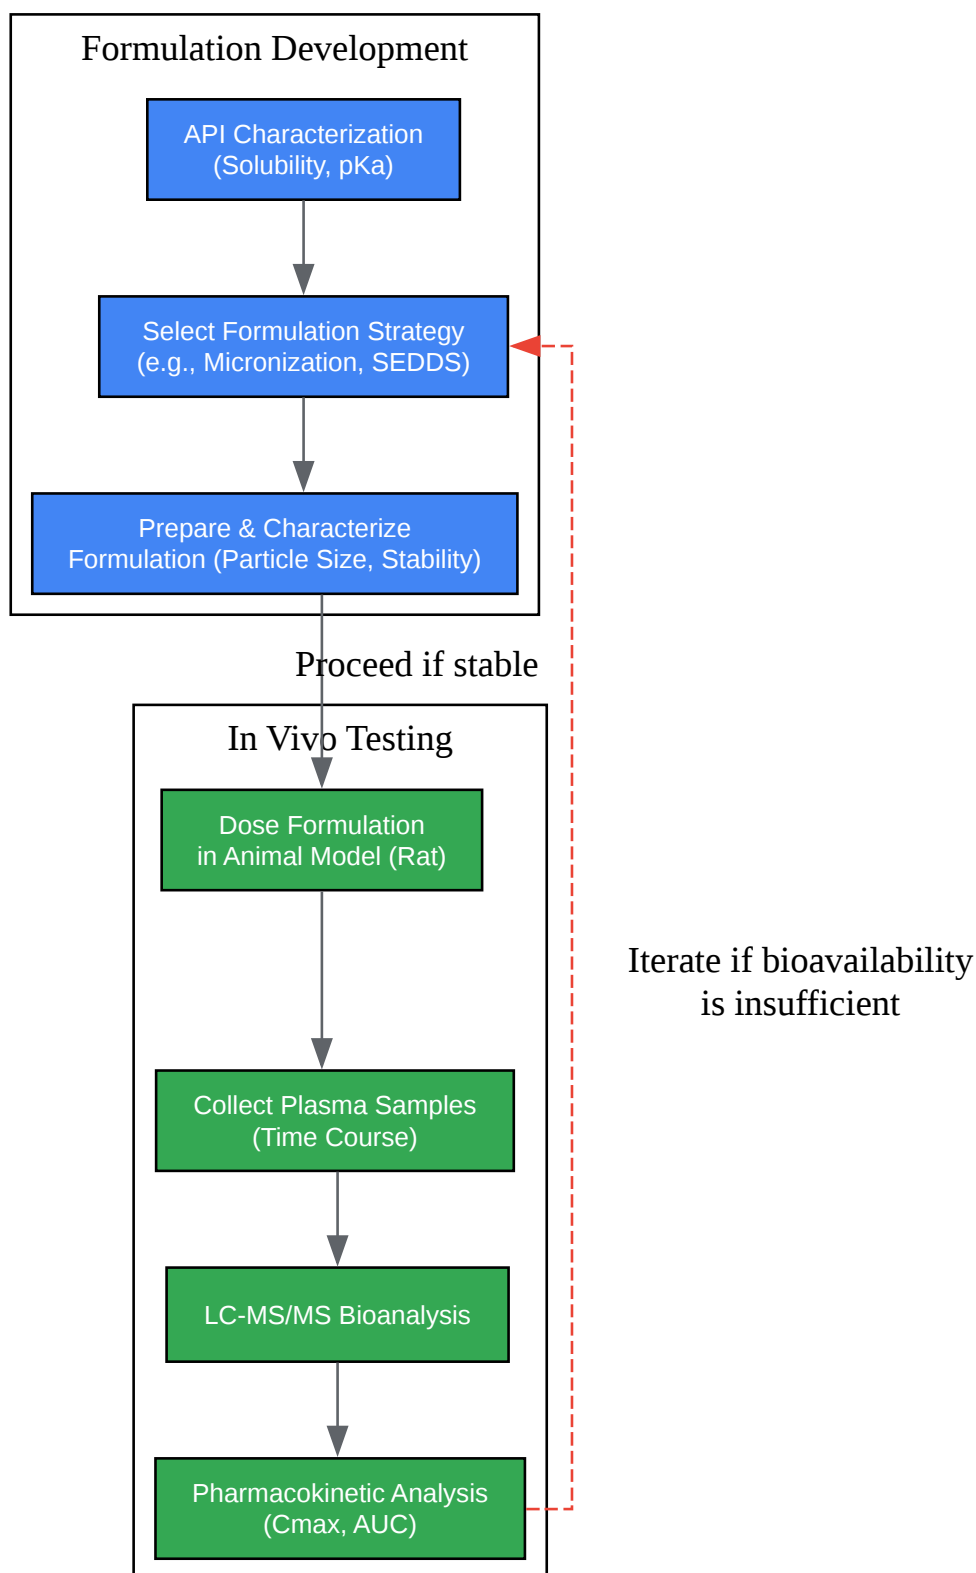 Formulation Development
API Characterization
(Solubility, pKa)
Select Formulation Strategy
(e.g., Micronization, SEDDS)
Prepare & Characterize
Formulation (Particle Size, Stability)
Proceed if stable
In Vivo Testing
Dose Formulation
in Animal Model (Rat)
Iterate if bioavailability
is insufficient
Collect Plasma Samples
(Time Course)
LC-MS/MS Bioanalysis
Pharmacokinetic Analysis
(Cmax, AUC)